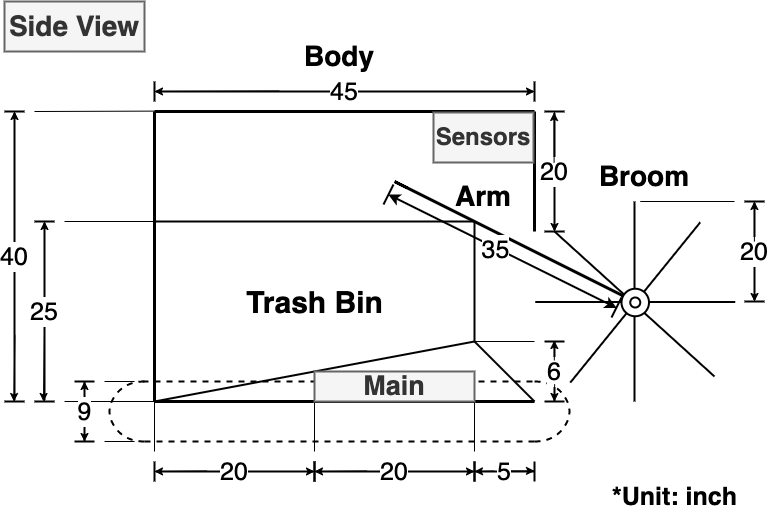 Side View
Body
45
Sensors
20
Broom
Arm
20
35
40
25
Trash Bin
6
Main
9
20
20
5
*Unit: inch